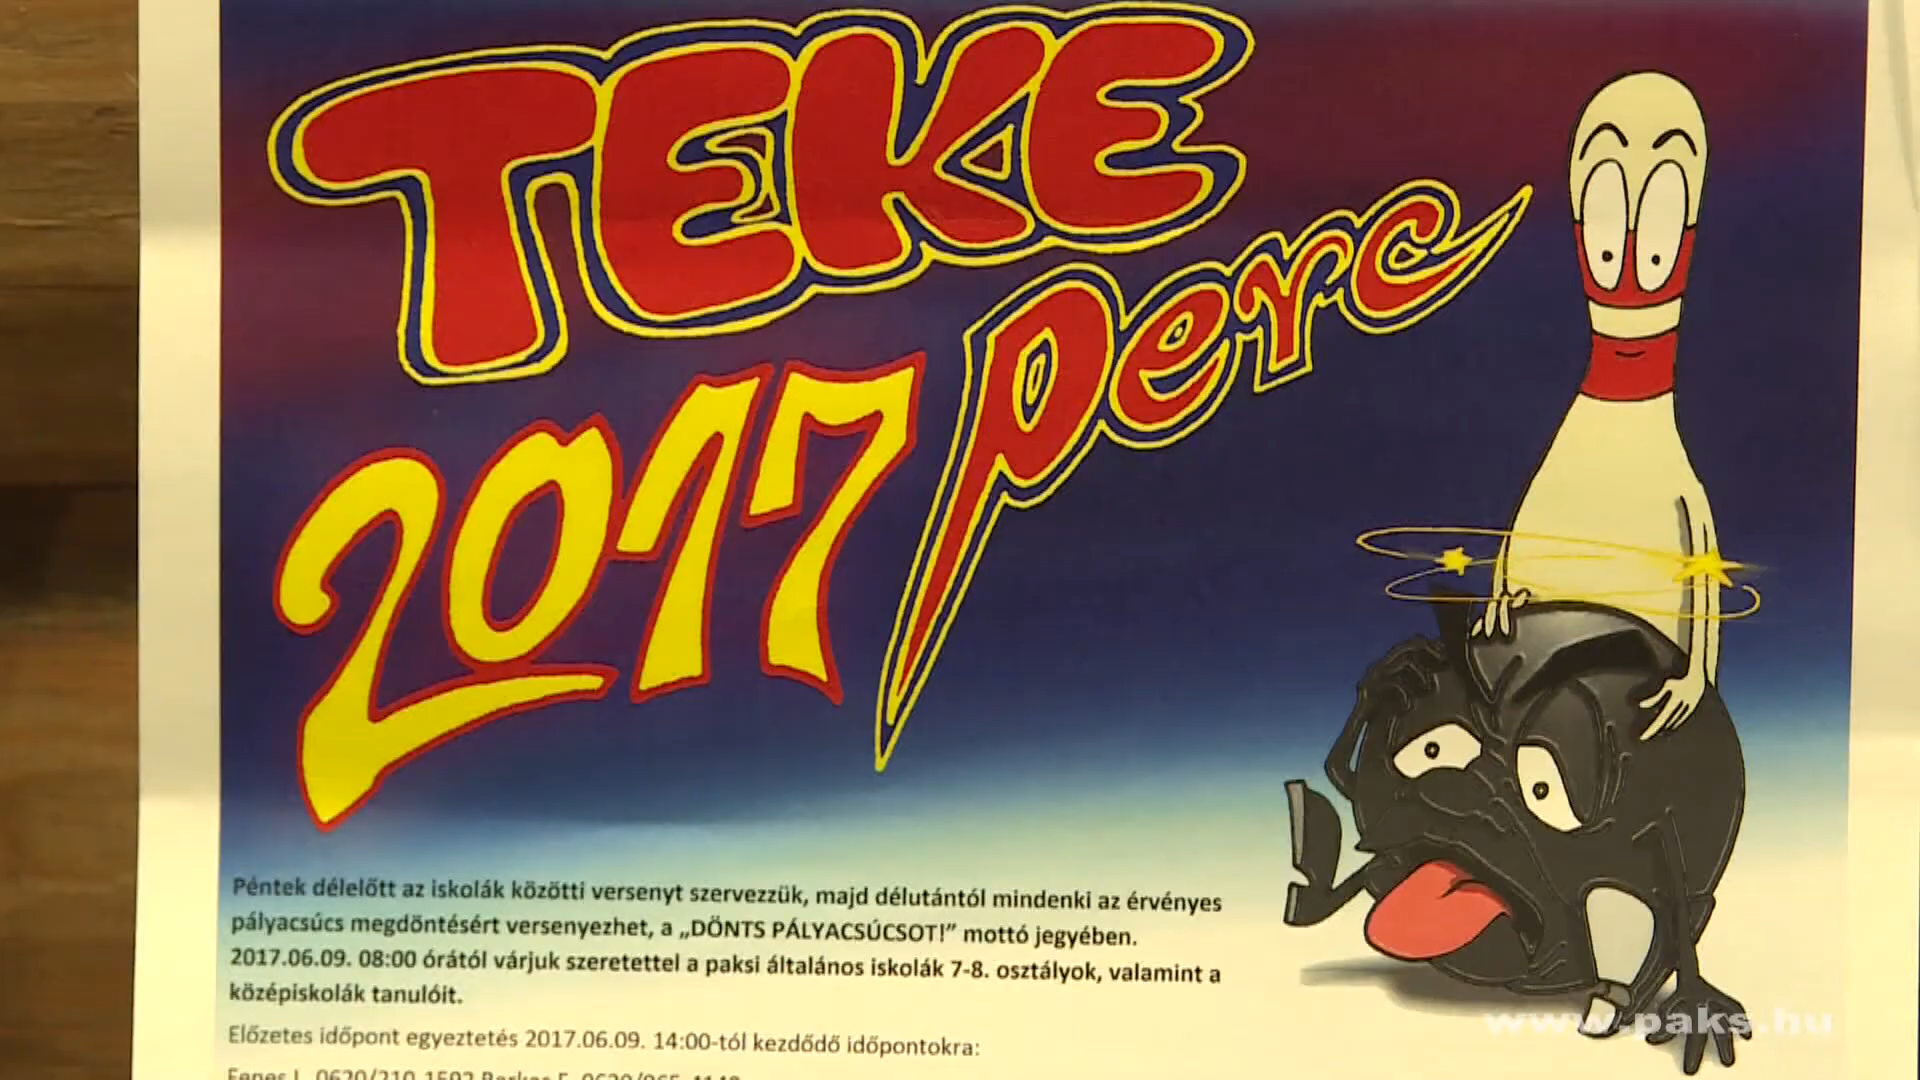 TEKE
perc
2017
Péntek délelőtt az iskolák közötti versenyt szervezzük, majd délutántól mindenki az érvényes
pályacsúcs megdöntésért versenyezhet, a „DÖNTS PÁLYACSÚCSOT!” mottó jegyében.
2017.06.09. 08:00 órától várjuk szeretettel a paksi általános iskolák 7-8. osztályok, valamint a
középiskolák tanulóit.
Előzetes időpont egyeztetés 2017.06.09. 14:00-tól kezdődő időpontokra:
www.paks.hu